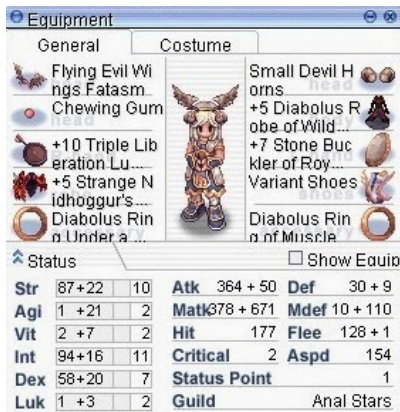 Equipment
General Costume
Flying Evil Wi
ngs Fatasm
Small Devil H
orns
Chewing Gum
+5 Diabolus R
obe of Wild...
+10 Triple Lib
eration Lu...
+7 Stone Buc
kler of Roy...
+5 Strange N
idhoggur's...
Variant Shoes
Diabolus Rin
g Under a ...
Diabolus Rin
g of Muscle
Status Show Equip
Str 87+22 10 Atk 364 + 50 Def 30 + 9
Agi 1 +21 2 Matk 378 + 671 Mdef 10 + 110
Vit 2 +7 2 Hit 177 Flee 128 + 1
Int 94+16 11 Critical 2 Aspd 154
Dex 58+20 7 Status Point 1
Luk 1 +3 2 Guild Anal Stars